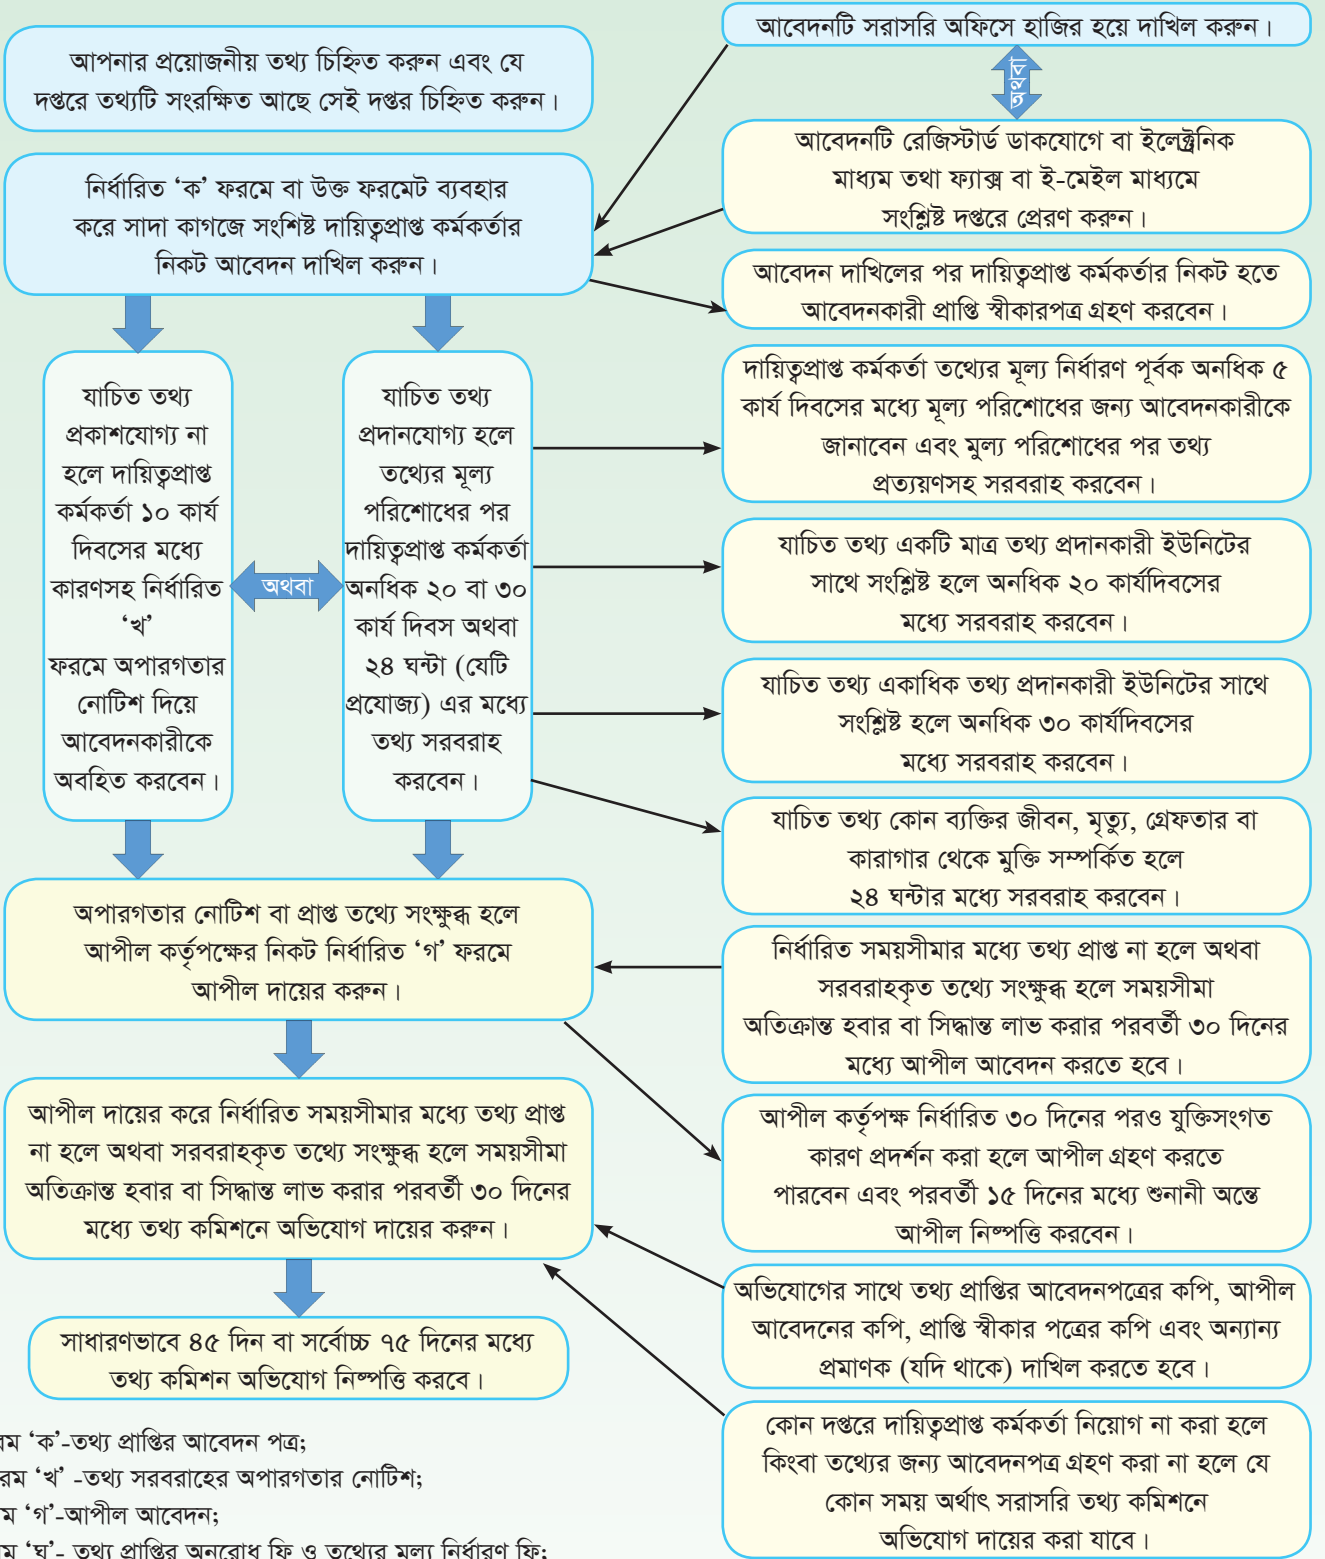 আপনার প্রয়োজনীয় তথ্য চিহ্নিত করুন এবং যে
দপ্তরে তথ্যটি সংরক্ষিত আছে সেই দপ্তর চিহ্নিত করুন।
নির্ধারিত ‘ক’ ফরমে বা উক্ত ফরমেট ব্যবহার
করে সাদা কাগজে সংশিষ্ট দায়িত্বপ্রাপ্ত কর্মকর্তার
নিকট আবেদন দাখিল করুন।
আবেদনটি সরাসরি অফিসে হাজির হয়ে দাখিল করুন।
অথবা
আবেদনটি রেজিস্টার্ড ডাকযোগে বা ইলেক্ট্রনিক
মাধ্যম তথা ফ্যাক্স বা ই-মেইল মাধ্যমে
সংশ্লিষ্ট দপ্তরে প্রেরণ করুন।
আবেদন দাখিলের পর দায়িত্বপ্রাপ্ত কর্মকর্তার নিকট হতে
আবেদনকারী প্রাপ্তি স্বীকারপত্র গ্রহণ করবেন।
যাচিত তথ্য
প্রকাশযোগ্য না
হলে দায়িত্বপ্রাপ্ত
কর্মকর্তা ১০ কার্য
দিবসের মধ্যে
কারণসহ নির্ধারিত
‘খ’
ফরমে অপারগতার
নোটিশ দিয়ে
আবেদনকারীকে
অবহিত করবেন।
অথবা
যাচিত তথ্য
প্রদানযোগ্য হলে
তথ্যের মূল্য
পরিশোধের পর
দায়িত্বপ্রাপ্ত কর্মকর্তা
অনধিক ২০ বা ৩০
কার্য দিবস অথবা
২৪ ঘন্টা (যেটি
প্রযোজ্য) এর মধ্যে
তথ্য সরবরাহ
করবেন।
দায়িত্বপ্রাপ্ত কর্মকর্তা তথ্যের মূল্য নির্ধারণ পূর্বক অনধিক ৫
কার্য দিবসের মধ্যে মূল্য পরিশোধের জন্য আবেদনকারীকে
জানাবেন এবং মুল্য পরিশোধের পর তথ্য
প্রত্যয়ণসহ সরবরাহ করবেন।
যাচিত তথ্য একটি মাত্র তথ্য প্রদানকারী ইউনিটের
সাথে সংশ্লিষ্ট হলে অনধিক ২০ কার্যদিবসের
মধ্যে সরবরাহ করবেন।
যাচিত তথ্য একাধিক তথ্য প্রদানকারী ইউনিটের সাথে
সংশ্লিষ্ট হলে অনধিক ৩০ কার্যদিবসের
মধ্যে সরবরাহ করবেন।
যাচিত তথ্য কোন ব্যক্তির জীবন, মৃত্যু, গ্রেফতার বা
কারাগার থেকে মুক্তি সম্পর্কিত হলে
২৪ ঘন্টার মধ্যে সরবরাহ করবেন।
অপারগতার নোটিশ বা প্রাপ্ত তথ্যে সংক্ষুব্ধ হলে
আপীল কর্তৃপক্ষের নিকট নির্ধারিত ‘গ’ ফরমে
আপীল দায়ের করুন।
নির্ধারিত সময়সীমার মধ্যে তথ্য প্রাপ্ত না হলে অথবা
সরবরাহকৃত তথ্যে সংক্ষুব্ধ হলে সময়সীমা
অতিক্রান্ত হবার বা সিদ্ধান্ত লাভ করার পরবর্তী ৩০ দিনের
মধ্যে আপীল আবেদন করতে হবে।
আপীল দায়ের করে নির্ধারিত সময়সীমার মধ্যে তথ্য প্রাপ্ত
না হলে অথবা সরবরাহকৃত তথ্যে সংক্ষুব্ধ হলে সময়সীমা
অতিক্রান্ত হবার বা সিদ্ধান্ত লাভ করার পরবর্তী ৩০ দিনের
মধ্যে তথ্য কমিশনে অভিযোগ দায়ের করুন।
আপীল কর্তৃপক্ষ নির্ধারিত ৩০ দিনের পরও যুক্তিসংগত
কারণ প্রদর্শন করা হলে আপীল গ্রহণ করতে
পারবেন এবং পরবর্তী ১৫ দিনের মধ্যে শুনানী অন্তে
আপীল নিষ্পত্তি করবেন।
অভিযোগের সাথে তথ্য প্রাপ্তির আবেদনপত্রের কপি, আপীল
আবেদনের কপি, প্রাপ্তি স্বীকার পত্রের কপি এবং অন্যান্য
প্রমাণক (যদি থাকে) দাখিল করতে হবে।
সাধারণভাবে ৪৫ দিন বা সর্বোচ্চ ৭৫ দিনের মধ্যে
তথ্য কমিশন অভিযোগ নিষ্পত্তি করবে।
কোন দপ্তরে দায়িত্বপ্রাপ্ত কর্মকর্তা নিয়োগ না করা হলে
কিংবা তথ্যের জন্য আবেদনপত্র গ্রহণ করা না হলে যে
কোন সময় অর্থাৎ সরাসরি তথ্য কমিশনে
অভিযোগ দায়ের করা যাবে।
‘ক’-তথ্য প্রাপ্তির আবেদন পত্র;
রম ‘খ’ -তথ্য সরবরাহের অপারগতার নোটিশ;
‘গ’-আপীল আবেদন;
‘ঘ’- তথ্য প্রাপ্তির অনুরোধ ফি ও তথ্যের মূল্য নির্ধারণ ফি;